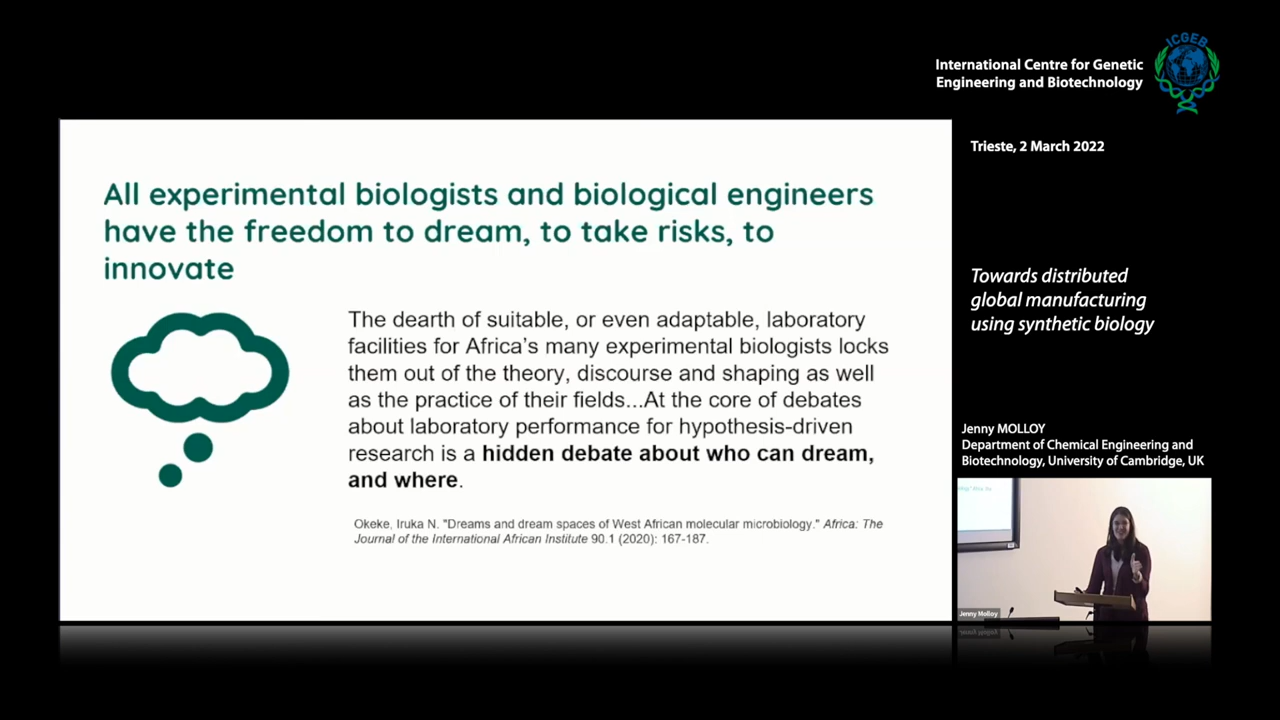 ICGEB
International Centre for Genetic
Engineering and Biotechnology
Trieste, 2 March 2022
All experimental biologists and biological engineers
have the freedom to dream, to take risks, to
innovate
The dearth of suitable, or even adaptable, laboratory
facilities for Africa's many experimental biologists locks
them out of the theory, discourse and shaping as well
as the practice of their fields...At the core of debates
about laboratory performance for hypothesis-driven
research is a hidden debate about who can dream,
and where.
Okeke, Iruka N. "Dreams and dream spaces of West African molecular microbiology." Africa: The
Journal of the International African Institute 90.1 (2020): 167-187.
Towards distributed
global manufacturing
using synthetic biology
Jenny MOLLOY
Department of Chemical Engineering and
Biotechnology, University of Cambridge, UK
Jenny Molloy